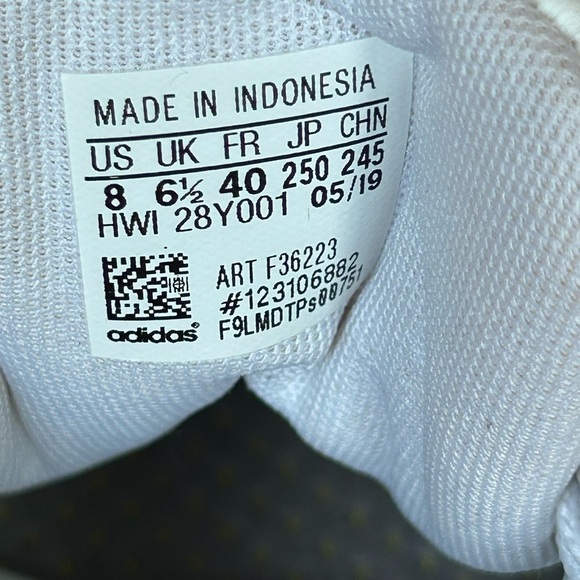 MADE IN INDONESIA
US UK FR JP CHN
8 6½ 40 250 245
HWI 28Y001 05/19
ART F36223
#123106882
F9LMDTPs00751
adidas®